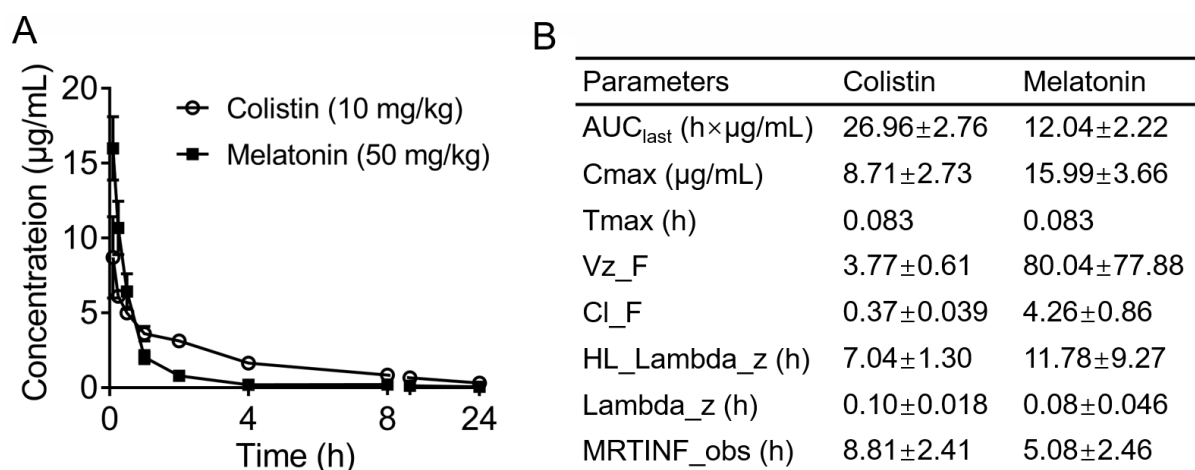 A
Concentrateion (µg/mL)
20
15
10
5
0
Colistin (10 mg/kg)
Melatonin (50 mg/kg)
0 4 8 24
Time (h)
B
Parameters Colistin Melatonin
AUClast (h×µg/mL) 26.96±2.76 12.04±2.22
Cmax (µg/mL) 8.71±2.73 15.99±3.66
Tmax (h) 0.083 0.083
Vz_F 3.77±0.61 80.04±77.88
Cl_F 0.37±0.039 4.26±0.86
HL_Lambda_z (h) 7.04±1.30 11.78±9.27
Lambda_z (h) 0.10±0.018 0.08±0.046
MRTINF_obs (h) 8.81±2.41 5.08±2.46